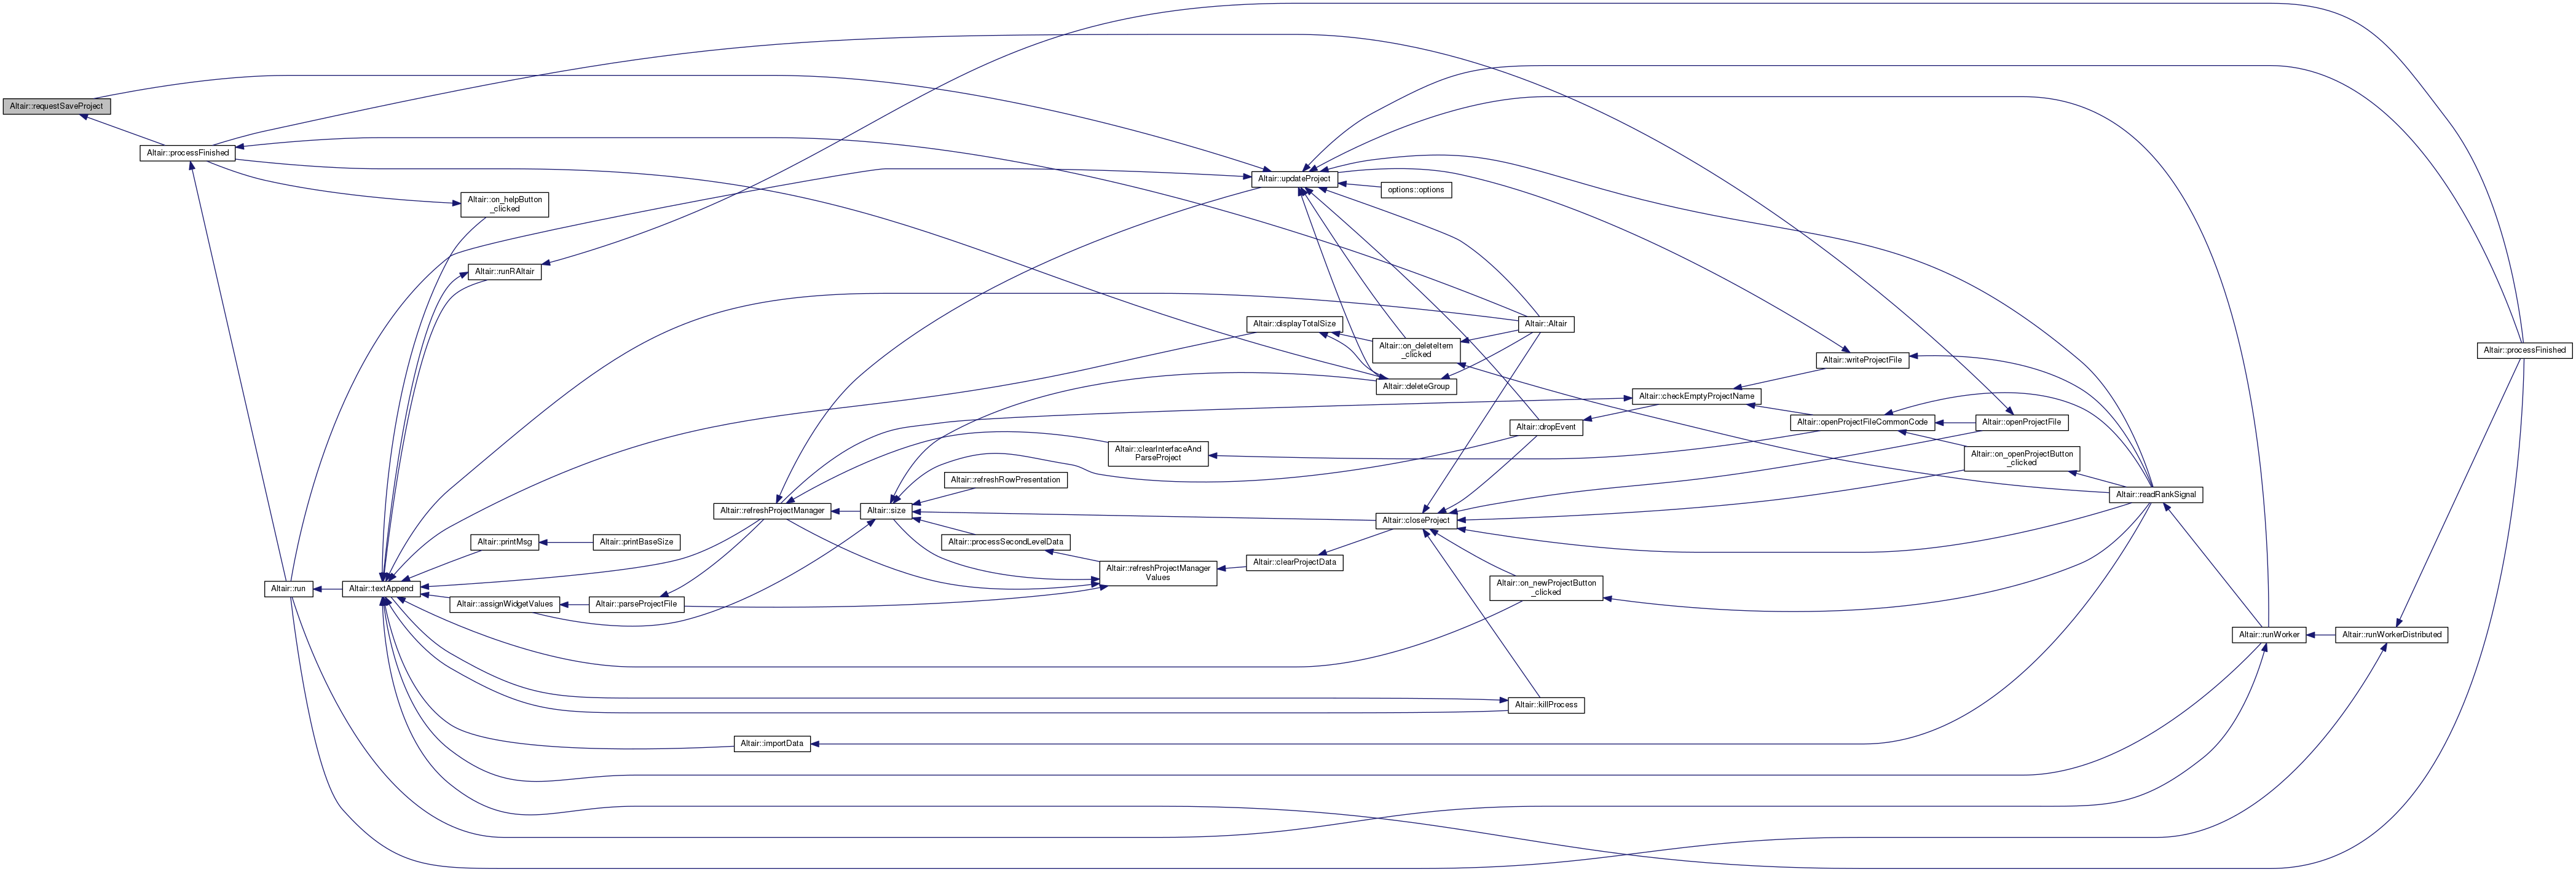 Altair::requestSaveProject
Altair::processFinished
Altair::updateProject
options::options
Altair::on_helpButton
_clicked
Altair::runRAltair
Altair::displayTotalSize
Altair::Altair
Altair::on_deleteItem
_clicked
Altair::processFinished
Altair::writeProjectFile
Altair::deleteGroup
Altair::checkEmptyProjectName
Altair::dropEvent
Altair::openProjectFileCommonCode
Altair::openProjectFile
Altair::clearInterfaceAnd
ParseProject
Altair::on_openProjectButton
_clicked
Altair::refreshRowPresentation
Altair::readRankSignal
Altair::refreshProjectManager
Altair::size
Altair::closeProject
Altair::printMsg
Altair::printBaseSize
Altair::processSecondLevelData
Altair::clearProjectData
Altair::refreshProjectManager
Values
Altair::run
Altair::textAppend
Altair::on_newProjectButton
_clicked
Altair::assignWidgetValues
Altair::parseProjectFile
Altair::runWorker
Altair::runWorkerDistributed
Altair::killProcess
Altair::importData